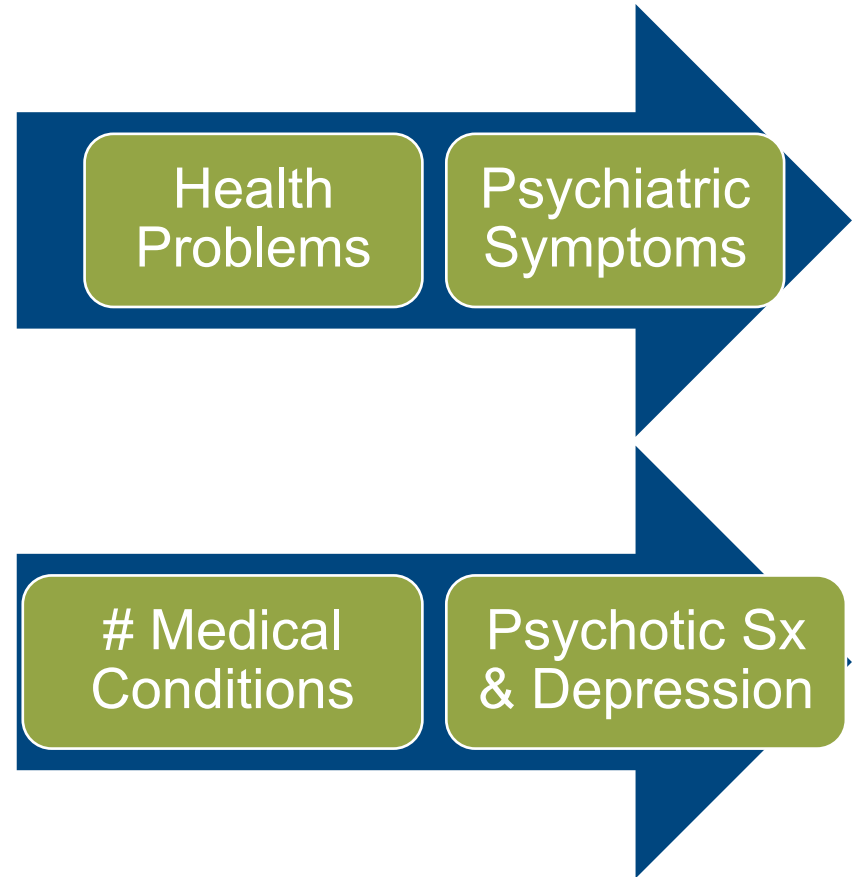 Health
Problems
Psychiatric
Symptoms
# Medical
Conditions
Psychotic Sx
& Depression